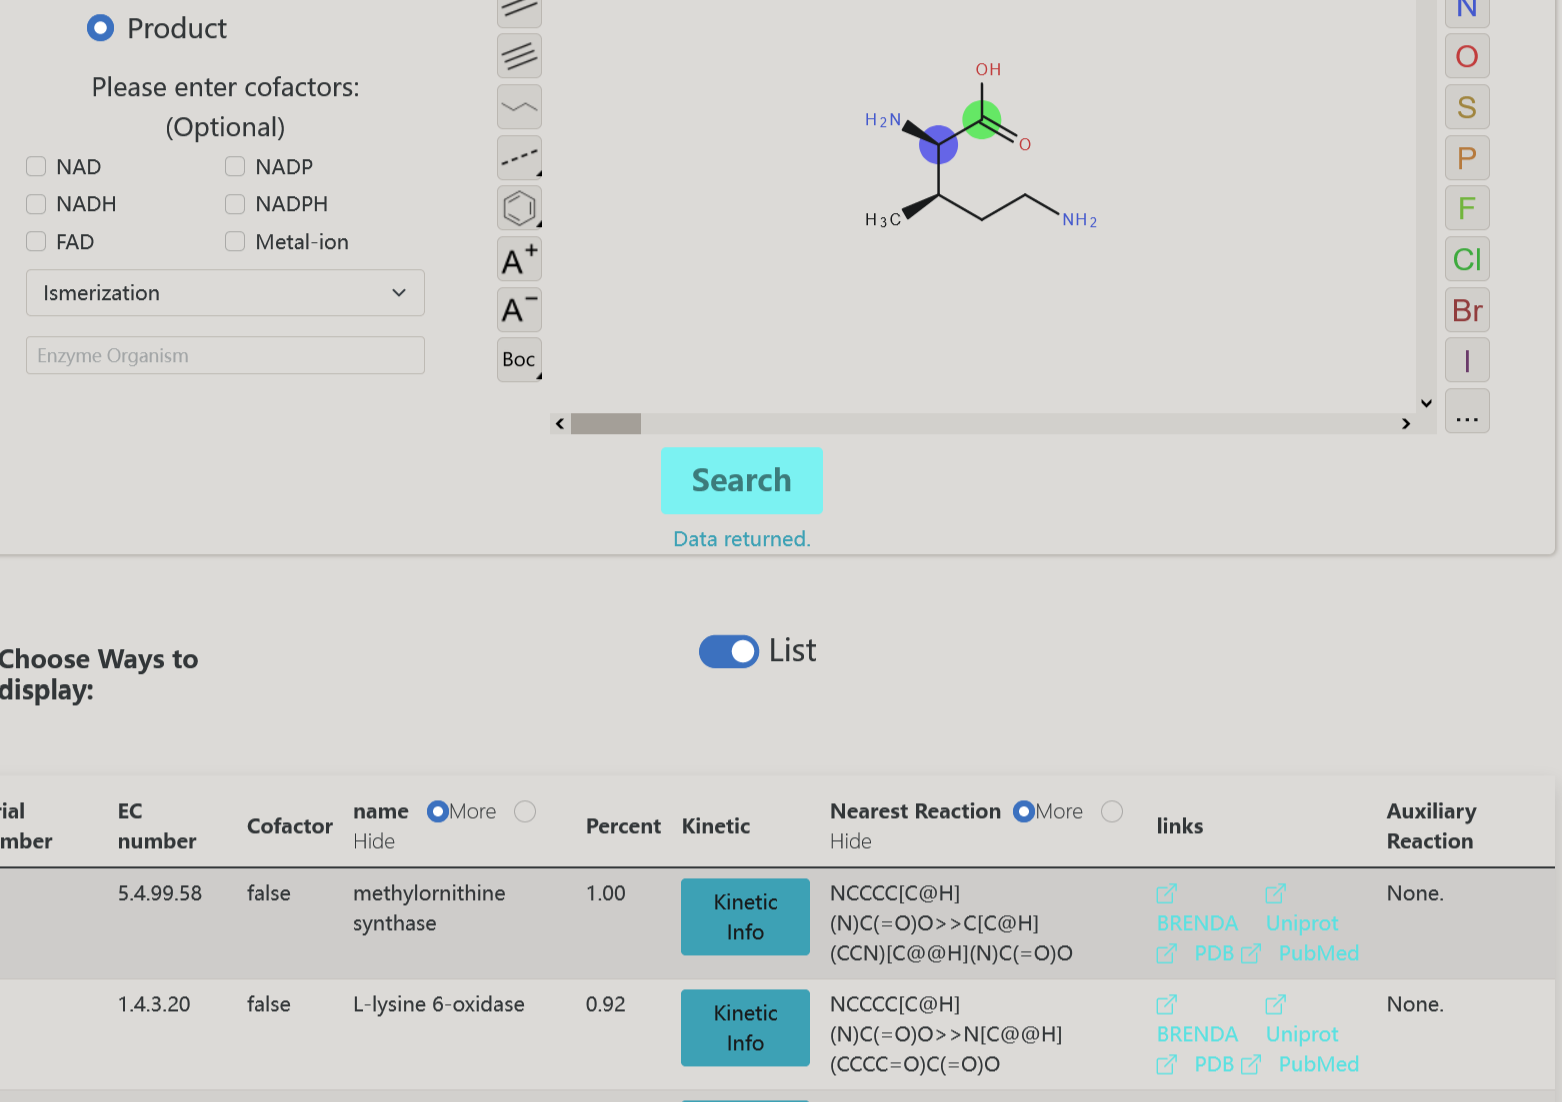 Product
Please enter cofactors:
(Optional)
NAD
NADP
NADH
NADPH
FAD
Metal-ion
Ismerization
Enzyme Organism
A+
A−
Boc
OH
H2N
O
H3C
NH2
N
O
S
P
F
Cl
Br
I
...
Search
Data returned.
Choose Ways to
display:
List
EC
number
Cofactor
name More
Hide
Percent
Kinetic
Nearest Reaction More
Hide
links
Auxiliary
Reaction
5.4.99.58
false
methylornithine
synthase
1.00
Kinetic
Info
NCCCC[C@H]
(N)C(=O)O>>C[C@H]
(CCN)[C@@H](N)C(=O)O
BRENDA Uniprot
PDB PubMed
None.
1.4.3.20
false
L-lysine 6-oxidase
0.92
Kinetic
Info
NCCCC[C@H]
(N)C(=O)O>>N[C@@H]
(CCCC=O)C(=O)O
BRENDA Uniprot
PDB PubMed
None.